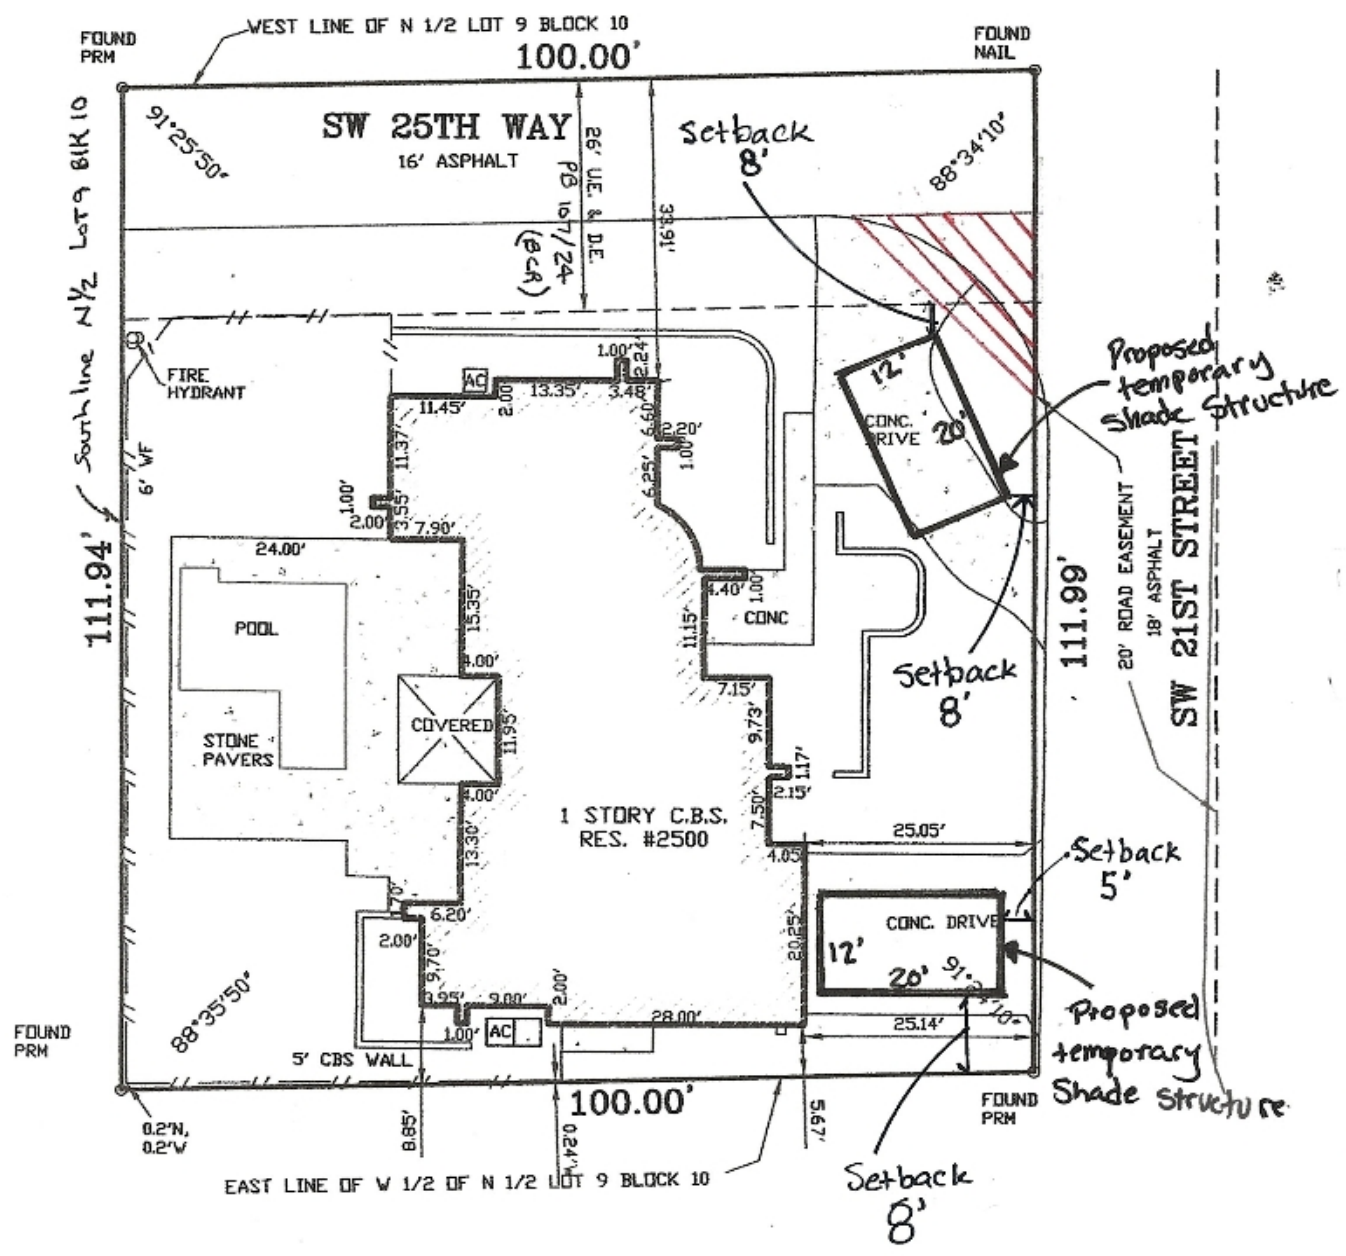 WEST LINE OF N 1/2 LOT 9 BLOCK 10
FOUND
PRM
100.00'
FOUND
NAIL
South line N 1/2 Lot 9 Blk 10
91°25'50"
SW 25TH WAY
16' ASPHALT
26' U.E. & D.E.
PB 107/24
(BCR)
33.91'
Setback
8'
88°34'10"
FIRE
HYDRANT
6' WF
AC
11.45'
2.00'
13.35'
1.00'
2.24'
3.48'
6.60'
2.20'
1.00'
6.25'
11.37'
1.00'
2.00'
3.55'
7.90'
12'
CONC.
DRIVE
20'
Proposed
temporary
Shade Structure
111.94'
24.00'
POOL
STONE
PAVERS
15.35'
4.00'
COVERED
11.95'
4.00'
13.30'
4.40'
1.00'
CONC
11.15'
7.15'
9.73'
1.17'
2.15'
7.50'
4.05'
Setback
8'
111.99'
20' ROAD EASEMENT
18' ASPHALT
SW 21ST STREET
1 STORY C.B.S.
RES. #2500
25.05'
Setback
5'
CONC. DRIVE
12'
20'
20.25'
6.20'
2.00'
9.70'
3.95'
9.00'
2.00'
1.00'
AC
28.00'
25.14'
Proposed
temporary
Shade Structure
88°35'50"
5' CBS WALL
FOUND
PRM
0.2'N,
0.2'W
8.85'
100.00'
0.24'W
5.67'
FOUND
PRM
EAST LINE OF W 1/2 OF N 1/2 LOT 9 BLOCK 10
Setback
8'